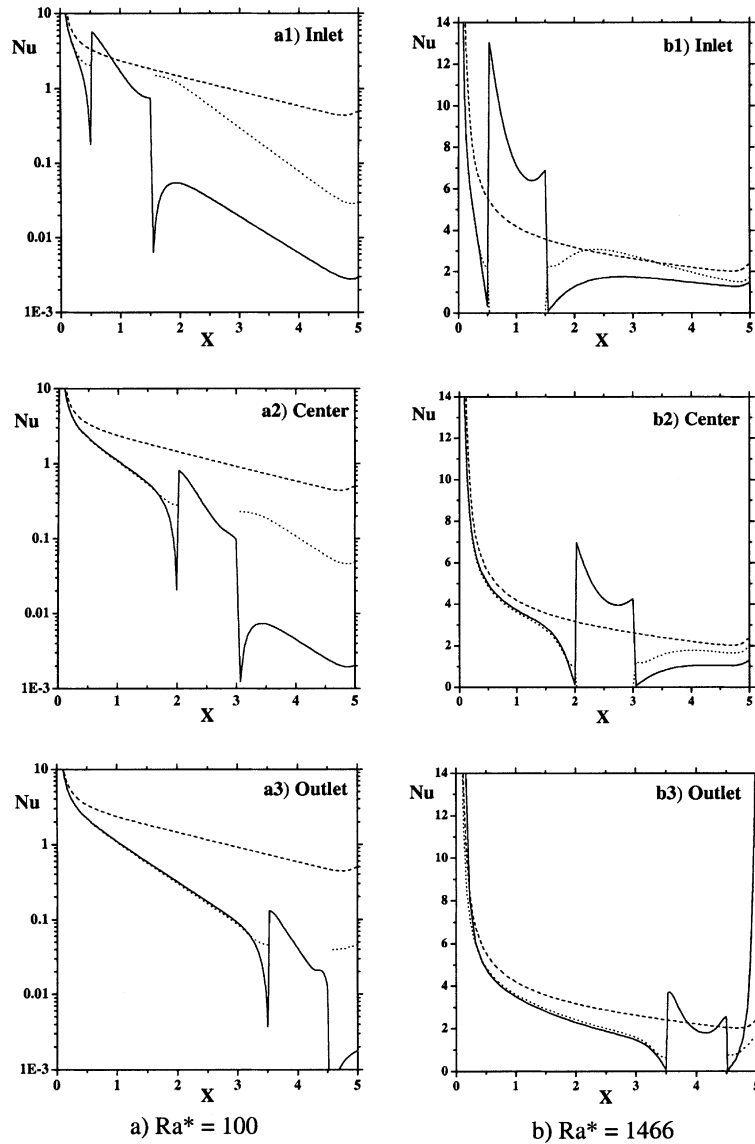 10
Nu
a1) Inlet
1
0.1
0.01
1E-3
0 1 2 3 4 5
X
14
Nu
b1) Inlet
12
10
8
6
4
2
0
0 1 2 3 4 5
X
10
Nu
a2) Center
1
0.1
0.01
1E-3
0 1 2 3 4 5
X
14
Nu
b2) Center
12
10
8
6
4
2
0
0 1 2 3 4 5
X
10
Nu
a3) Outlet
1
0.1
0.01
1E-3
0 1 2 3 4 5
X
14
Nu
b3) Outlet
12
10
8
6
4
2
0
0 1 2 3 4 5
X
a) Ra* = 100
b) Ra* = 1466